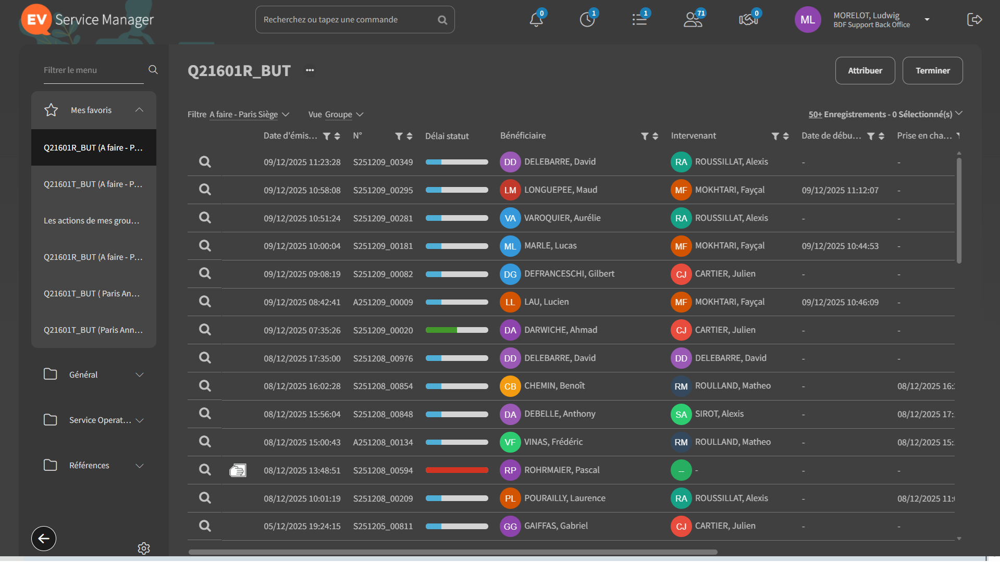 EV Service Manager
Recherchez ou tapez une commande
0
1
1
71
0
ML
MORELOT, Ludwig
BDF Support Back Office
Filtrer le menu
Mes favoris
Q21601R_BUT (A faire - P...
Q21601T_BUT (A faire - P...
Les actions de mes grou...
Q21601R_BUT (A faire - P...
Q21601T_BUT ( Paris An...
Q21601T_BUT (Paris Ann...
Général
Service Operat...
Références
Q21601R_BUT
Attribuer
Terminer
Filtre A faire - Paris Siège Vue Groupe
50+ Enregistrements - 0 Sélectionné(s)
Date d'émis... N° Délai statut Bénéficiaire Intervenant Date de débu... Prise en cha...
09/12/2025 11:23:28 S251209_00349 DD DELEBARRE, David RA ROUSSILLAT, Alexis - -
09/12/2025 10:58:08 S251209_00295 LM LONGUEPEE, Maud MF MOKHTARI, Fayçal 09/12/2025 11:12:07 -
09/12/2025 10:51:24 S251209_00281 VA VAROQUIER, Aurélie RA ROUSSILLAT, Alexis - -
09/12/2025 10:00:04 S251209_00181 ML MARLE, Lucas MF MOKHTARI, Fayçal 09/12/2025 10:44:53 -
09/12/2025 09:08:19 S251209_00082 DG DEFRANCESCHI, Gilbert CJ CARTIER, Julien - -
09/12/2025 08:42:41 A251209_00009 LL LAU, Lucien MF MOKHTARI, Fayçal 09/12/2025 10:46:09 -
09/12/2025 07:35:26 S251209_00020 DA DARWICHE, Ahmad CJ CARTIER, Julien - -
08/12/2025 17:35:00 S251208_00976 DD DELEBARRE, David DD DELEBARRE, David - -
08/12/2025 16:02:28 S251208_00854 CB CHEMIN, Benoît RM ROULLAND, Matheo - 08/12/2025 16:
08/12/2025 15:56:04 S251208_00848 DA DEBELLE, Anthony SA SIROT, Alexis - 08/12/2025 17:
08/12/2025 15:00:43 A251208_00134 VF VINAS, Frédéric RM ROULLAND, Matheo - 08/12/2025 15:
08/12/2025 13:48:51 S251208_00594 RP ROHRMAIER, Pascal -- - - -
08/12/2025 10:01:19 S251208_00209 PL POURAILLY, Laurence RA ROUSSILLAT, Alexis - 08/12/2025 11:
05/12/2025 19:24:15 S251205_00811 GG GAIFFAS, Gabriel CJ CARTIER, Julien - -